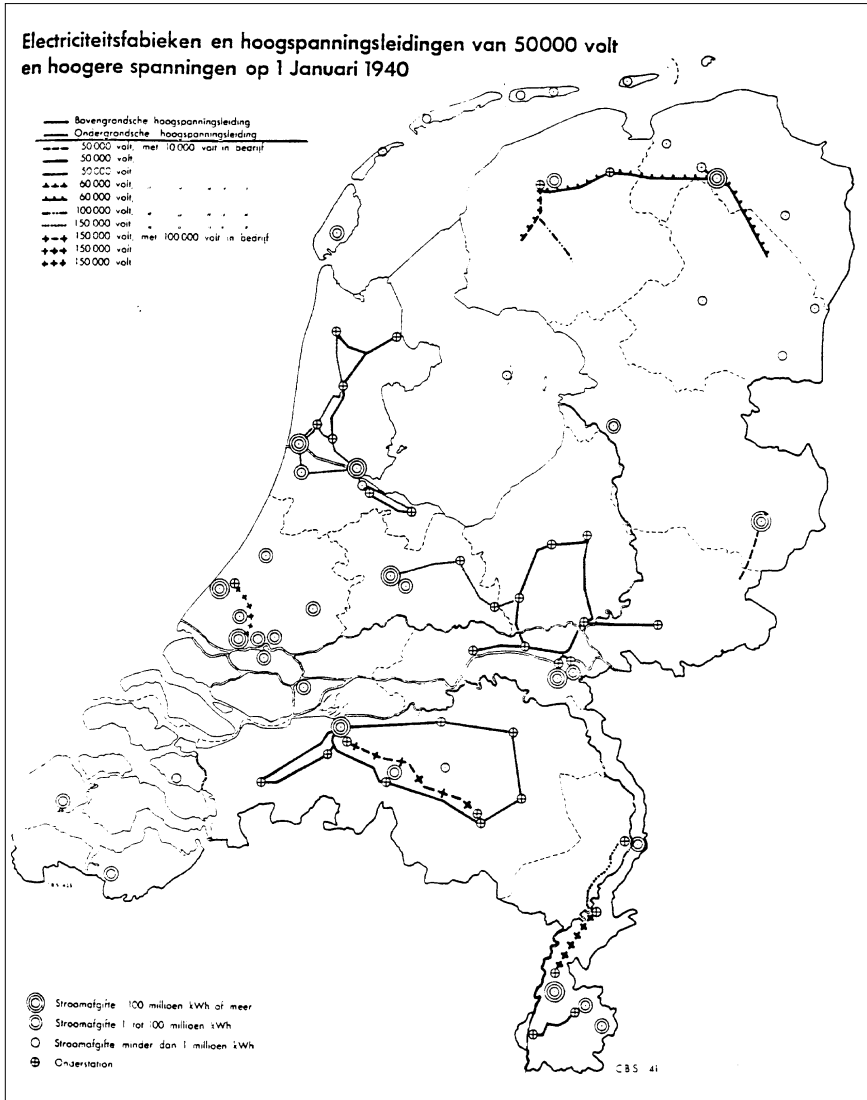 Electriciteitsfabieken en hoogspanningsleidingen van 50000 volt
en hoogere spanningen op 1 Januari 1940
Bovengrondsche hoogspanningsleiding
Ondergrondsche hoogspanningsleiding
50 000 volt, met 10 000 volt in bedrijf
50 000 volt,
50 000 volt
60 000 volt, " " " " "
60 000 volt, " " " " "
100 000 volt, " " " " "
150 000 volt " " " " "
150 000 volt, met 100 000 volt in bedrijf
150 000 volt
150 000 volt
CBS
Stroomafgifte 100 millioen kWh of meer
Stroomafgifte 1 tot 100 millioen kWh
Stroomafgifte minder dan 1 millioen kWh
Onderstation
CBS 41